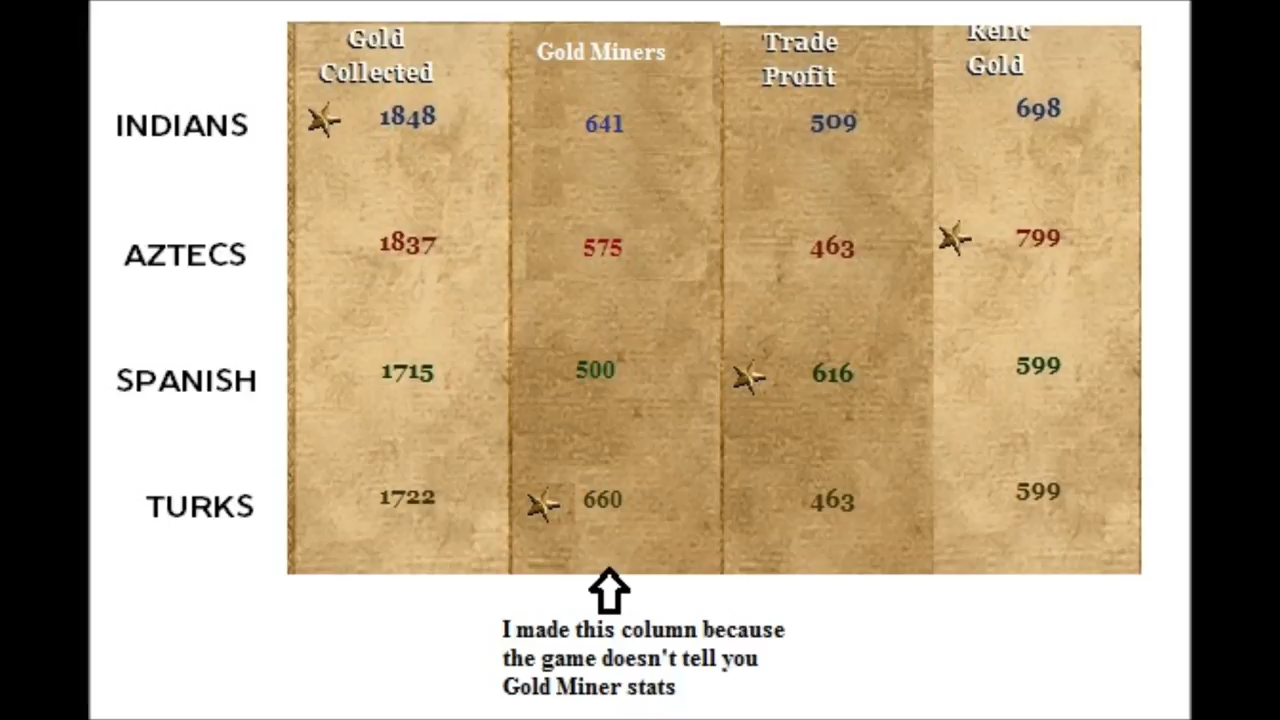 Gold Collected Gold Miners Trade Profit Relic Gold
INDIANS 1848 641 509 698
AZTECS 1837 575 463 799
SPANISH 1715 500 616 599
TURKS 1722 660 463 599
I made this column because
the game doesn't tell you
Gold Miner stats